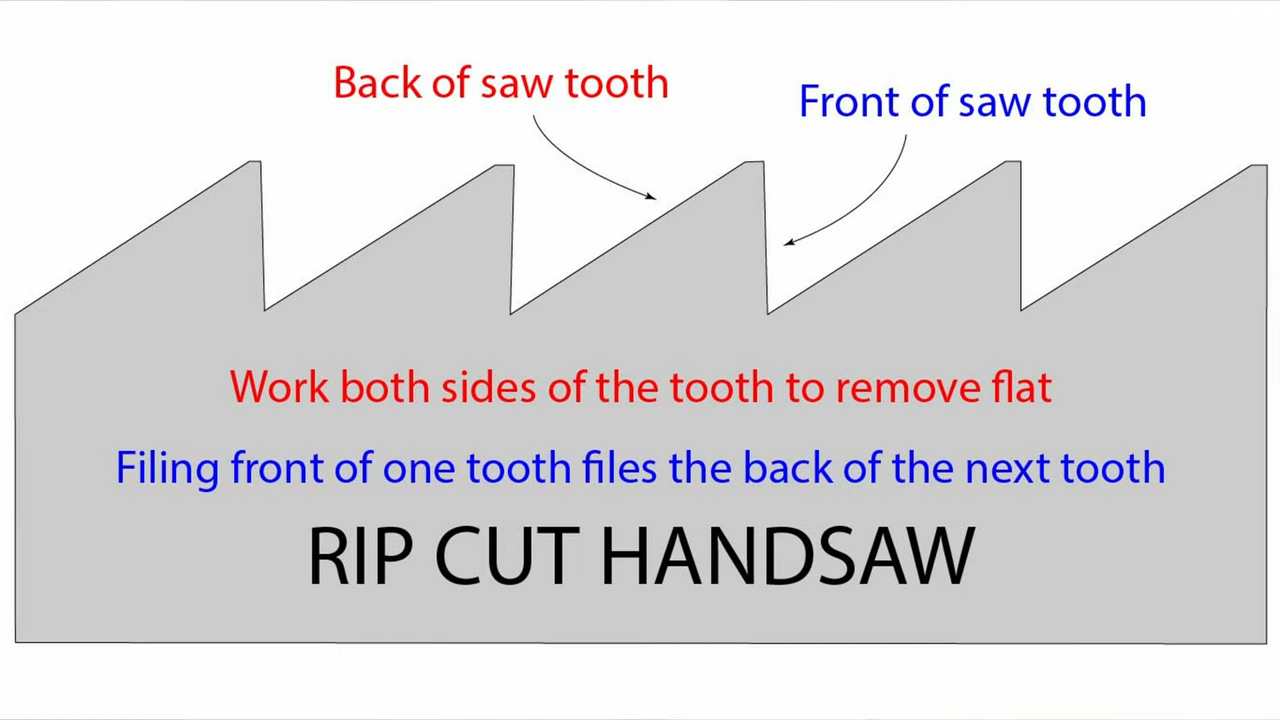 Back of saw tooth
Front of saw tooth
Work both sides of the tooth to remove flat
Filing front of one tooth files the back of the next tooth
RIP CUT HANDSAW